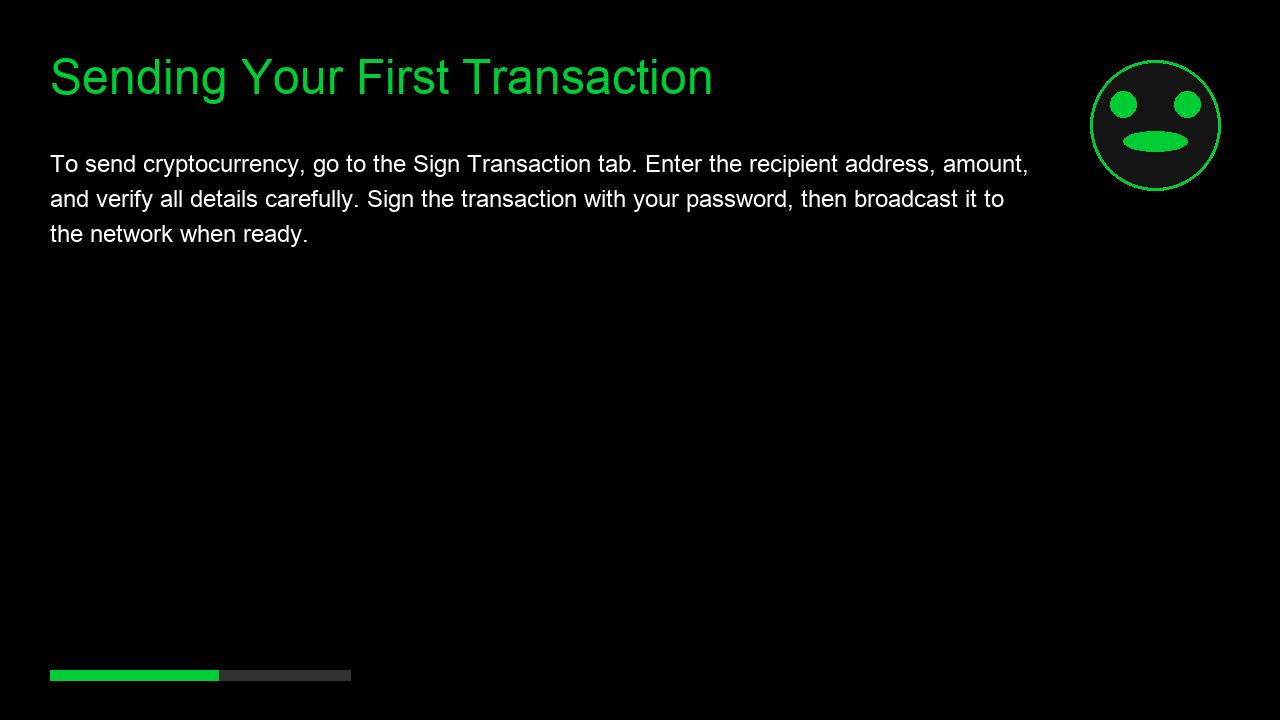 Sending Your First Transaction
To send cryptocurrency, go to the Sign Transaction tab. Enter the recipient address, amount,
and verify all details carefully. Sign the transaction with your password, then broadcast it to
the network when ready.